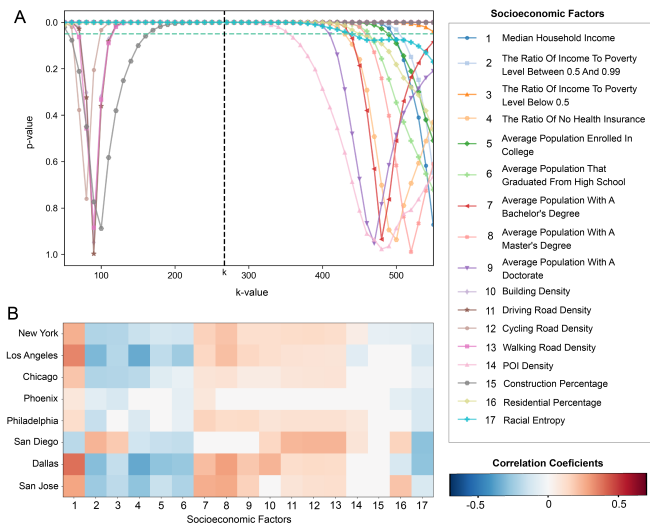 A
p-value
0.0
0.2
0.4
0.6
0.8
1.0
100
200
k
300
400
500
k-value
Socioeconomic Factors
1 Median Household Income
2 The Ratio Of Income To Poverty
Level Between 0.5 And 0.99
3 The Ratio Of Income To Poverty
Level Below 0.5
4 The Ratio Of No Health Insurance
5 Average Population Enrolled In
College
6 Average Population That
Graduated From High School
7 Average Population With A
Bachelor's Degree
8 Average Population With A
Master's Degree
9 Average Population With A
Doctorate
10 Building Density
11 Driving Road Density
12 Cycling Road Density
13 Walking Road Density
14 POI Density
15 Construction Percentage
16 Residential Percentage
17 Racial Entropy
B
New York
Los Angeles
Chicago
Phoenix
Philadelphia
San Diego
Dallas
San Jose
1 2 3 4 5 6 7 8 9 10 11 12 13 14 15 16 17
Socioeconomic Factors
Correlation Coeficients
-0.5 0 0.5